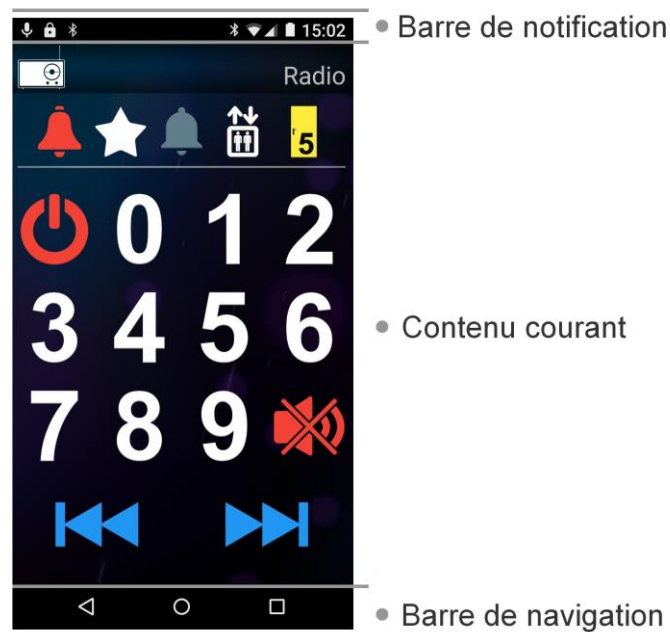 15:02
Barre de notification
Radio
r 5
0 1 2
3 4 5 6
Contenu courant
7 8 9
Barre de navigation